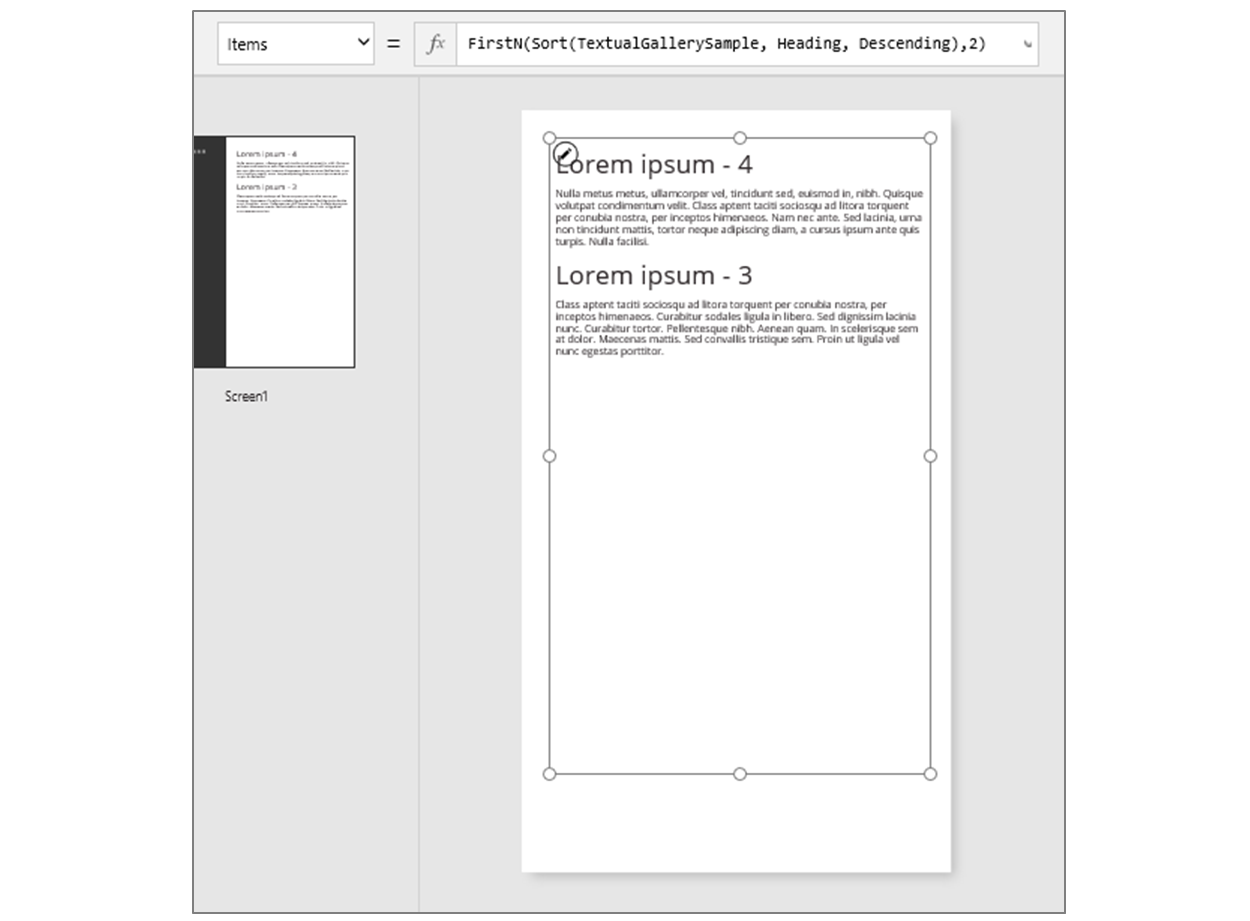 Items = fx FirstN(Sort(TextualGallerySample, Heading, Descending),2)
Lorem ipsum - 4
Lorem ipsum - 3
Screen1
Lorem ipsum - 4
Nulla metus metus, ullamcorper vel, tincidunt sed, euismod in, nibh. Quisque
volutpat condimentum velit. Class aptent taciti sociosqu ad litora torquent
per conubia nostra, per inceptos himenaeos. Nam nec ante. Sed lacinia, urna
non tincidunt mattis, tortor neque adipiscing diam, a cursus ipsum ante quis
turpis. Nulla facilisi.
Lorem ipsum - 3
Class aptent taciti sociosqu ad litora torquent per conubia nostra, per
inceptos himenaeos. Curabitur sodales ligula in libero. Sed dignissim lacinia
nunc. Curabitur tortor. Pellentesque nibh. Aenean quam. In scelerisque sem
at dolor. Maecenas mattis. Sed convallis tristique sem. Proin ut ligula vel
nunc egestas porttitor.